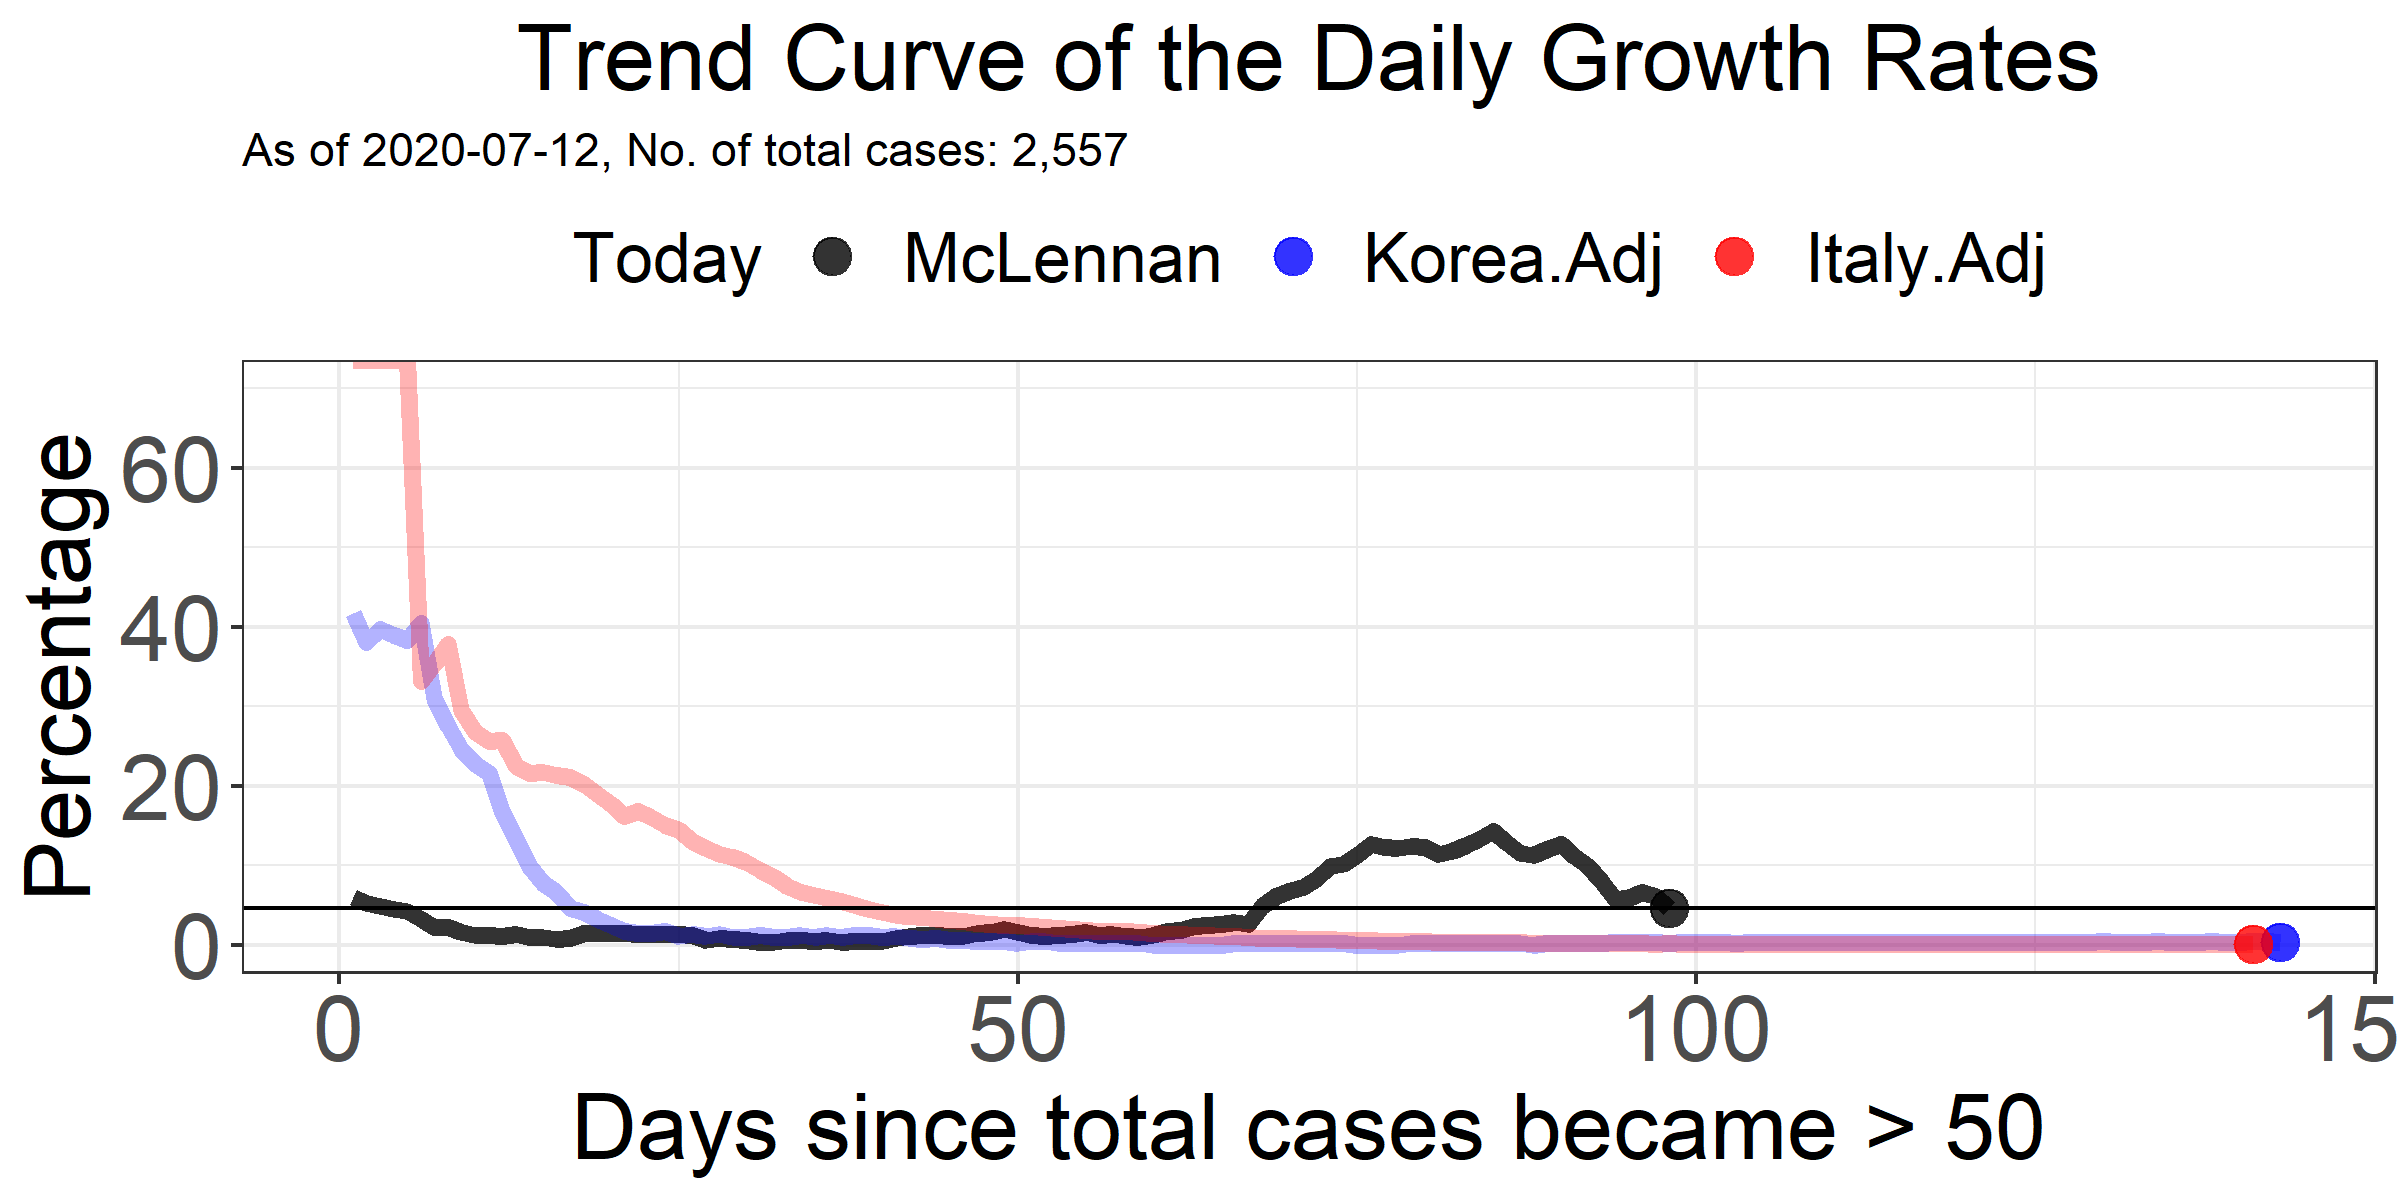 Trend Curve of the Daily Growth Rates
As of 2020-07-12, No. of total cases: 2,557
Today McLennan Korea.Adj Italy.Adj
Percentage
60
40
20
0
0 50 100 15
Days since total cases became > 50